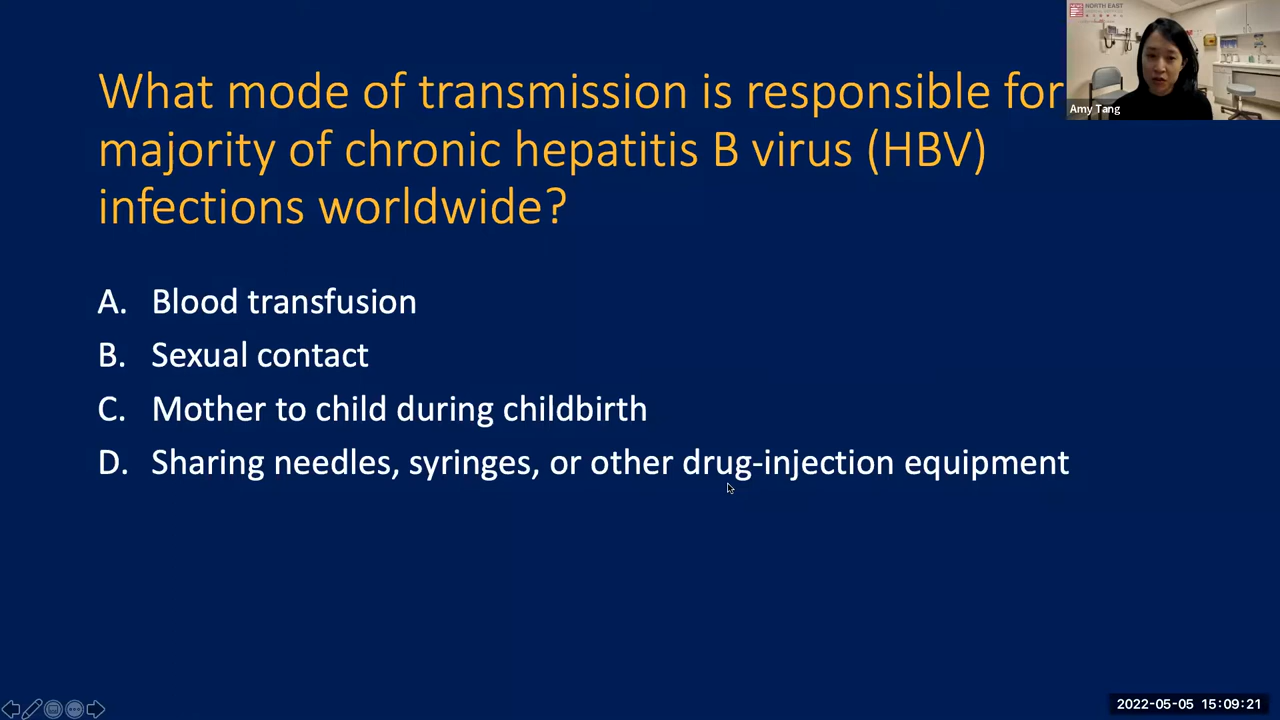 What mode of transmission is responsible for
majority of chronic hepatitis B virus (HBV)
infections worldwide?
A. Blood transfusion
B. Sexual contact
C. Mother to child during childbirth
D. Sharing needles, syringes, or other drug-injection equipment
NORTH EAST
Amy Tang
2022-05-05 15:09:21